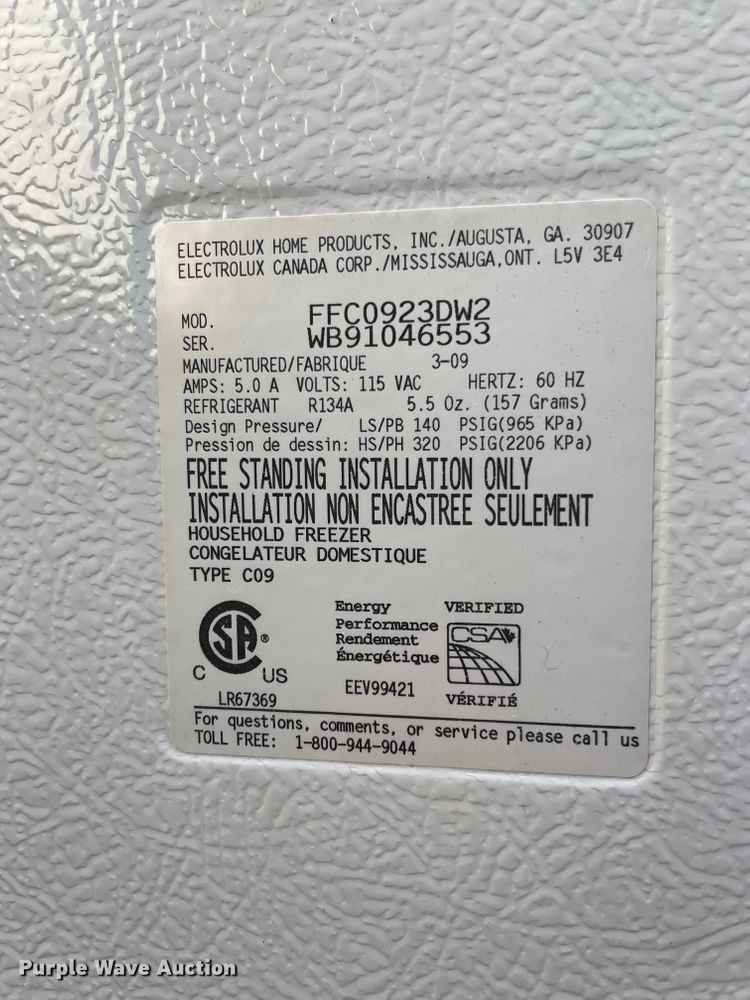 ELECTROLUX HOME PRODUCTS, INC./AUGUSTA, GA. 30907
ELECTROLUX CANADA CORP./MISSISSAUGA,ONT. L5V 3E4
MOD. FFC0923DW2
SER. WB91046553
MANUFACTURED/FABRIQUE 3-09
AMPS: 5.0 A VOLTS: 115 VAC HERTZ: 60 HZ
REFRIGERANT R134A 5.5 Oz. (157 Grams)
Design Pressure/ LS/PB 140 PSIG(965 KPa)
Pression de dessin: HS/PH 320 PSIG(2206 KPa)
FREE STANDING INSTALLATION ONLY
INSTALLATION NON ENCASTREE SEULEMENT
HOUSEHOLD FREEZER
CONGELATEUR DOMESTIQUE
TYPE C09
SA ®
C US
LR67369
Energy
Performance
Rendement
Énergétique
EEV99421
VERIFIED
CSA
VÉRIFIÉ
For questions, comments, or service please call us
TOLL FREE: 1-800-944-9044
Purple Wave Auction